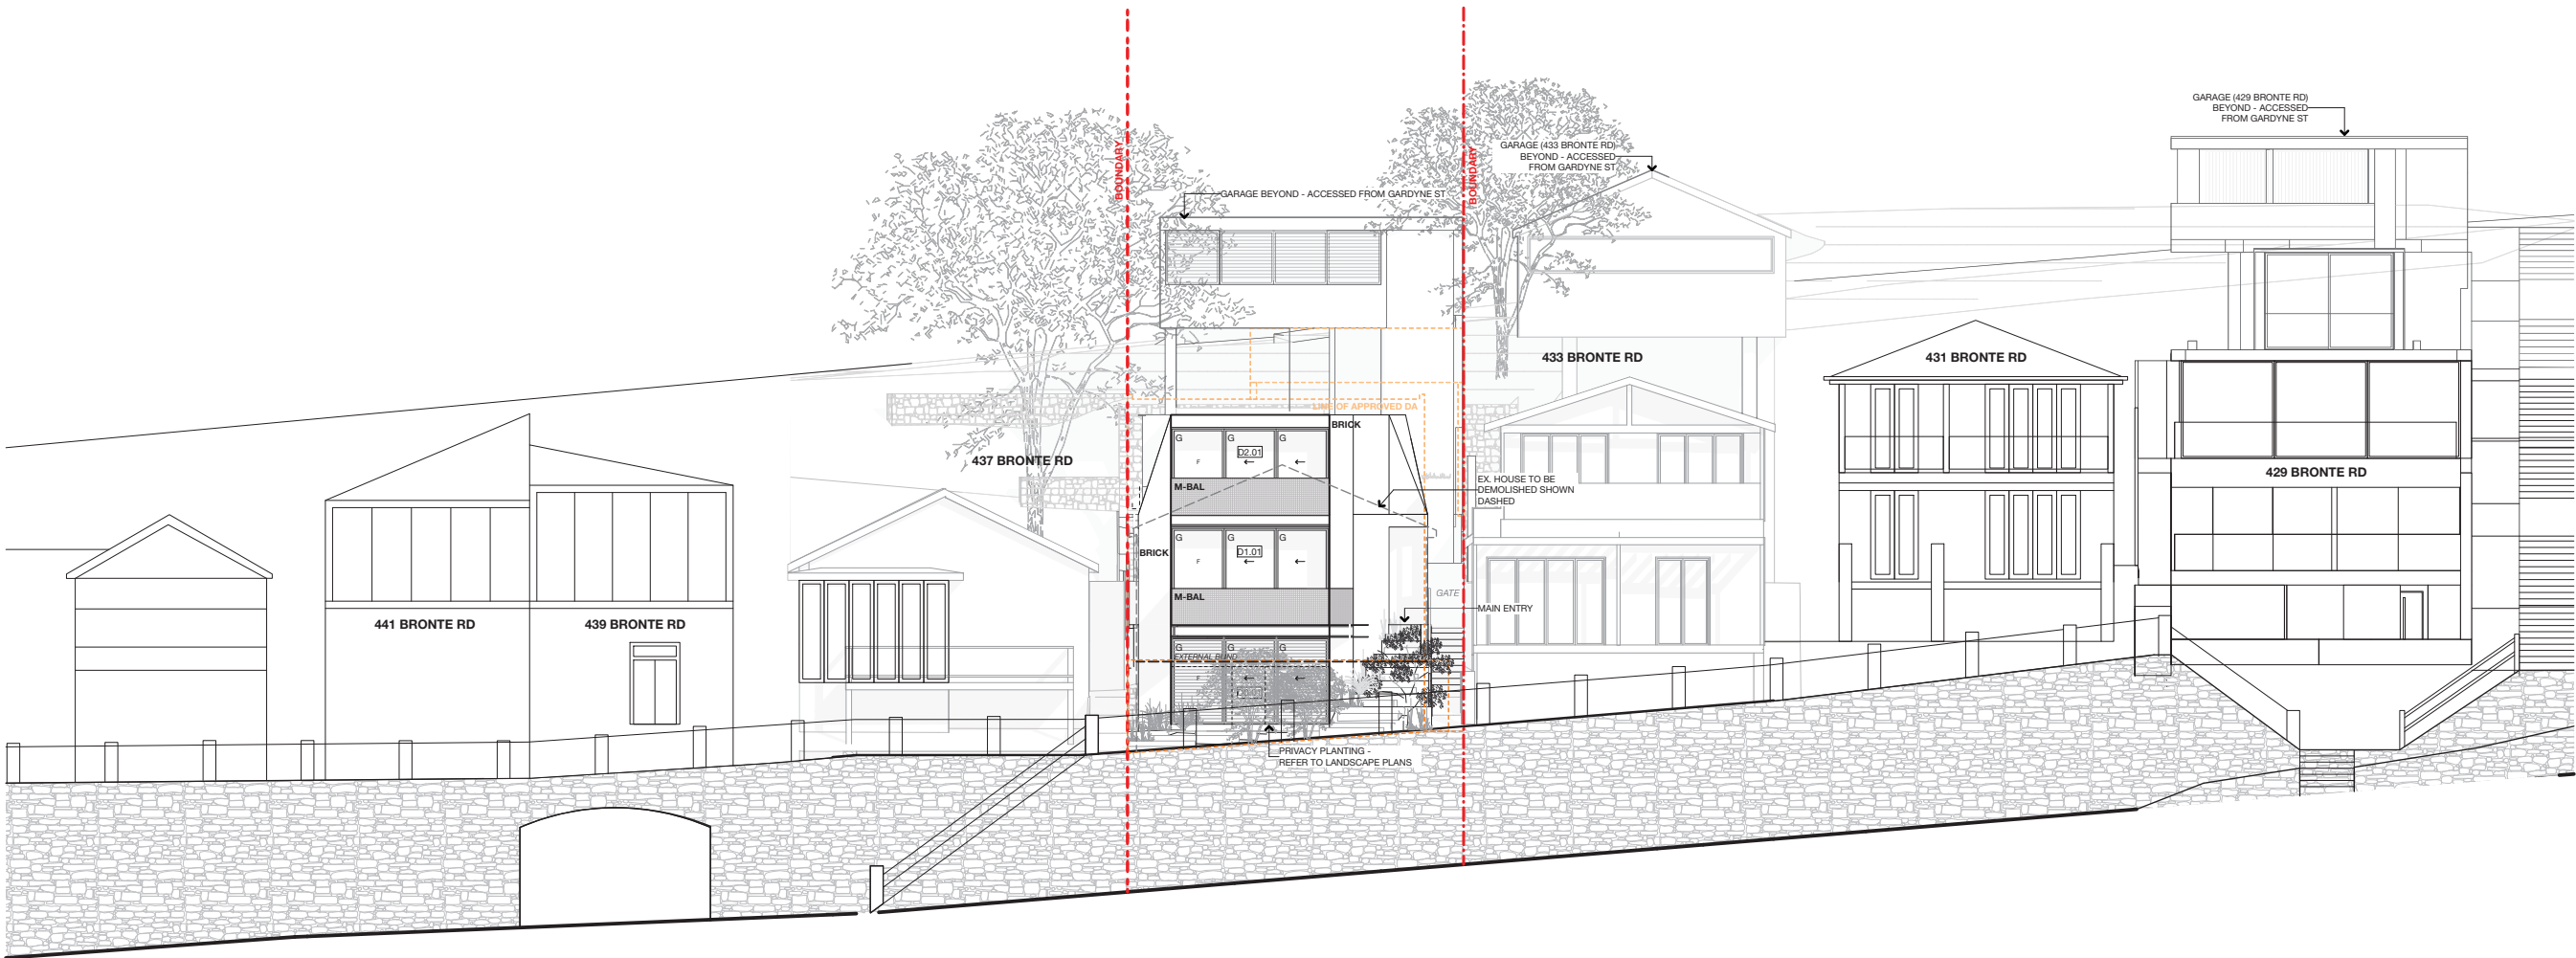 GARAGE (429 BRONTE RD)
BEYOND - ACCESSED
FROM GARDYNE ST
BOUNDARY
BOUNDARY
GARAGE (433 BRONTE RD)
BEYOND - ACCESSED
FROM GARDYNE ST
GARAGE BEYOND - ACCESSED FROM GARDYNE ST
433 BRONTE RD
431 BRONTE RD
LINE OF APPROVED DA
BRICK
437 BRONTE RD
G
G
G
D2.01
F
M-BAL
EX. HOUSE TO BE
DEMOLISHED SHOWN
DASHED
429 BRONTE RD
BRICK
G
G
G
D1.01
F
M-BAL
GATE
MAIN ENTRY
441 BRONTE RD
439 BRONTE RD
G
G
G
EXTERNAL BLIND
F
PRIVACY PLANTING -
REFER TO LANDSCAPE PLANS